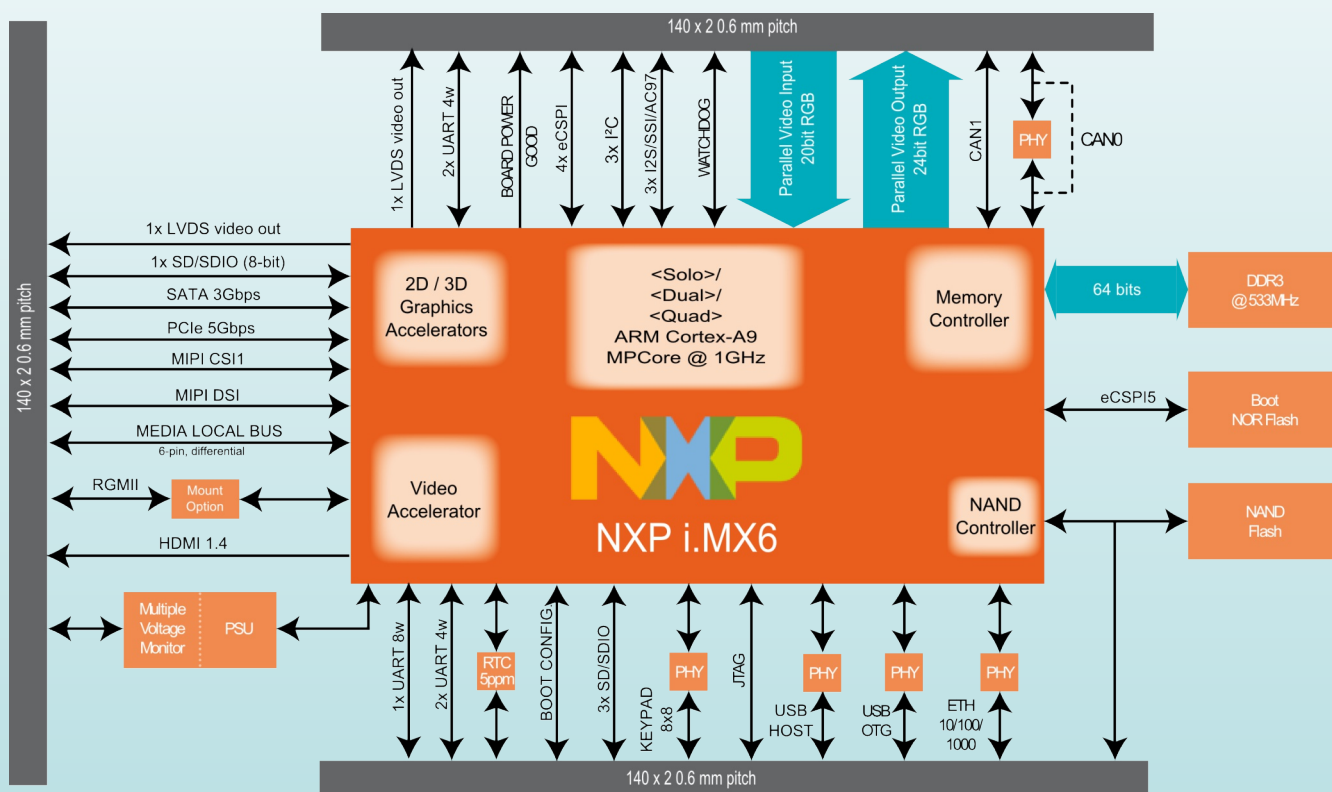 140 x 2 0.6 mm pitch
140 x 2 0.6 mm pitch
1x LVDS video out
2x UART 4w
BOARD POWER
GOOD
4x eCSPI
3x I²C
3x I2S/SSI/AC97
WATCHDOG
Parallel Video Input
20bit RGB
Parallel Video Output
24bit RGB
CAN1
PHY
CAN0
1x LVDS video out
1x SD/SDIO (8-bit)
SATA 3Gbps
PCIe 5Gbps
MIPI CSI1
MIPI DSI
MEDIA LOCAL BUS
6-pin, differential
RGMII
Mount
Option
HDMI 1.4
Multiple
Voltage
Monitor
PSU
2D / 3D
Graphics
Accelerators
<Solo>/
<Dual>/
<Quad>
ARM Cortex-A9
MPCore @ 1GHz
Memory
Controller
Video
Accelerator
NXP
NXP i.MX6
NAND
Controller
64 bits
DDR3
@ 533MHz
eCSPI5
Boot
NOR Flash
NAND
Flash
1x UART 8w
2x UART 4w
RTC
5ppm
BOOT CONFIG.
3x SD/SDIO
KEYPAD
8x8
PHY
JTAG
PHY
USB
HOST
PHY
USB
OTG
PHY
ETH
10/100/
1000
140 x 2 0.6 mm pitch